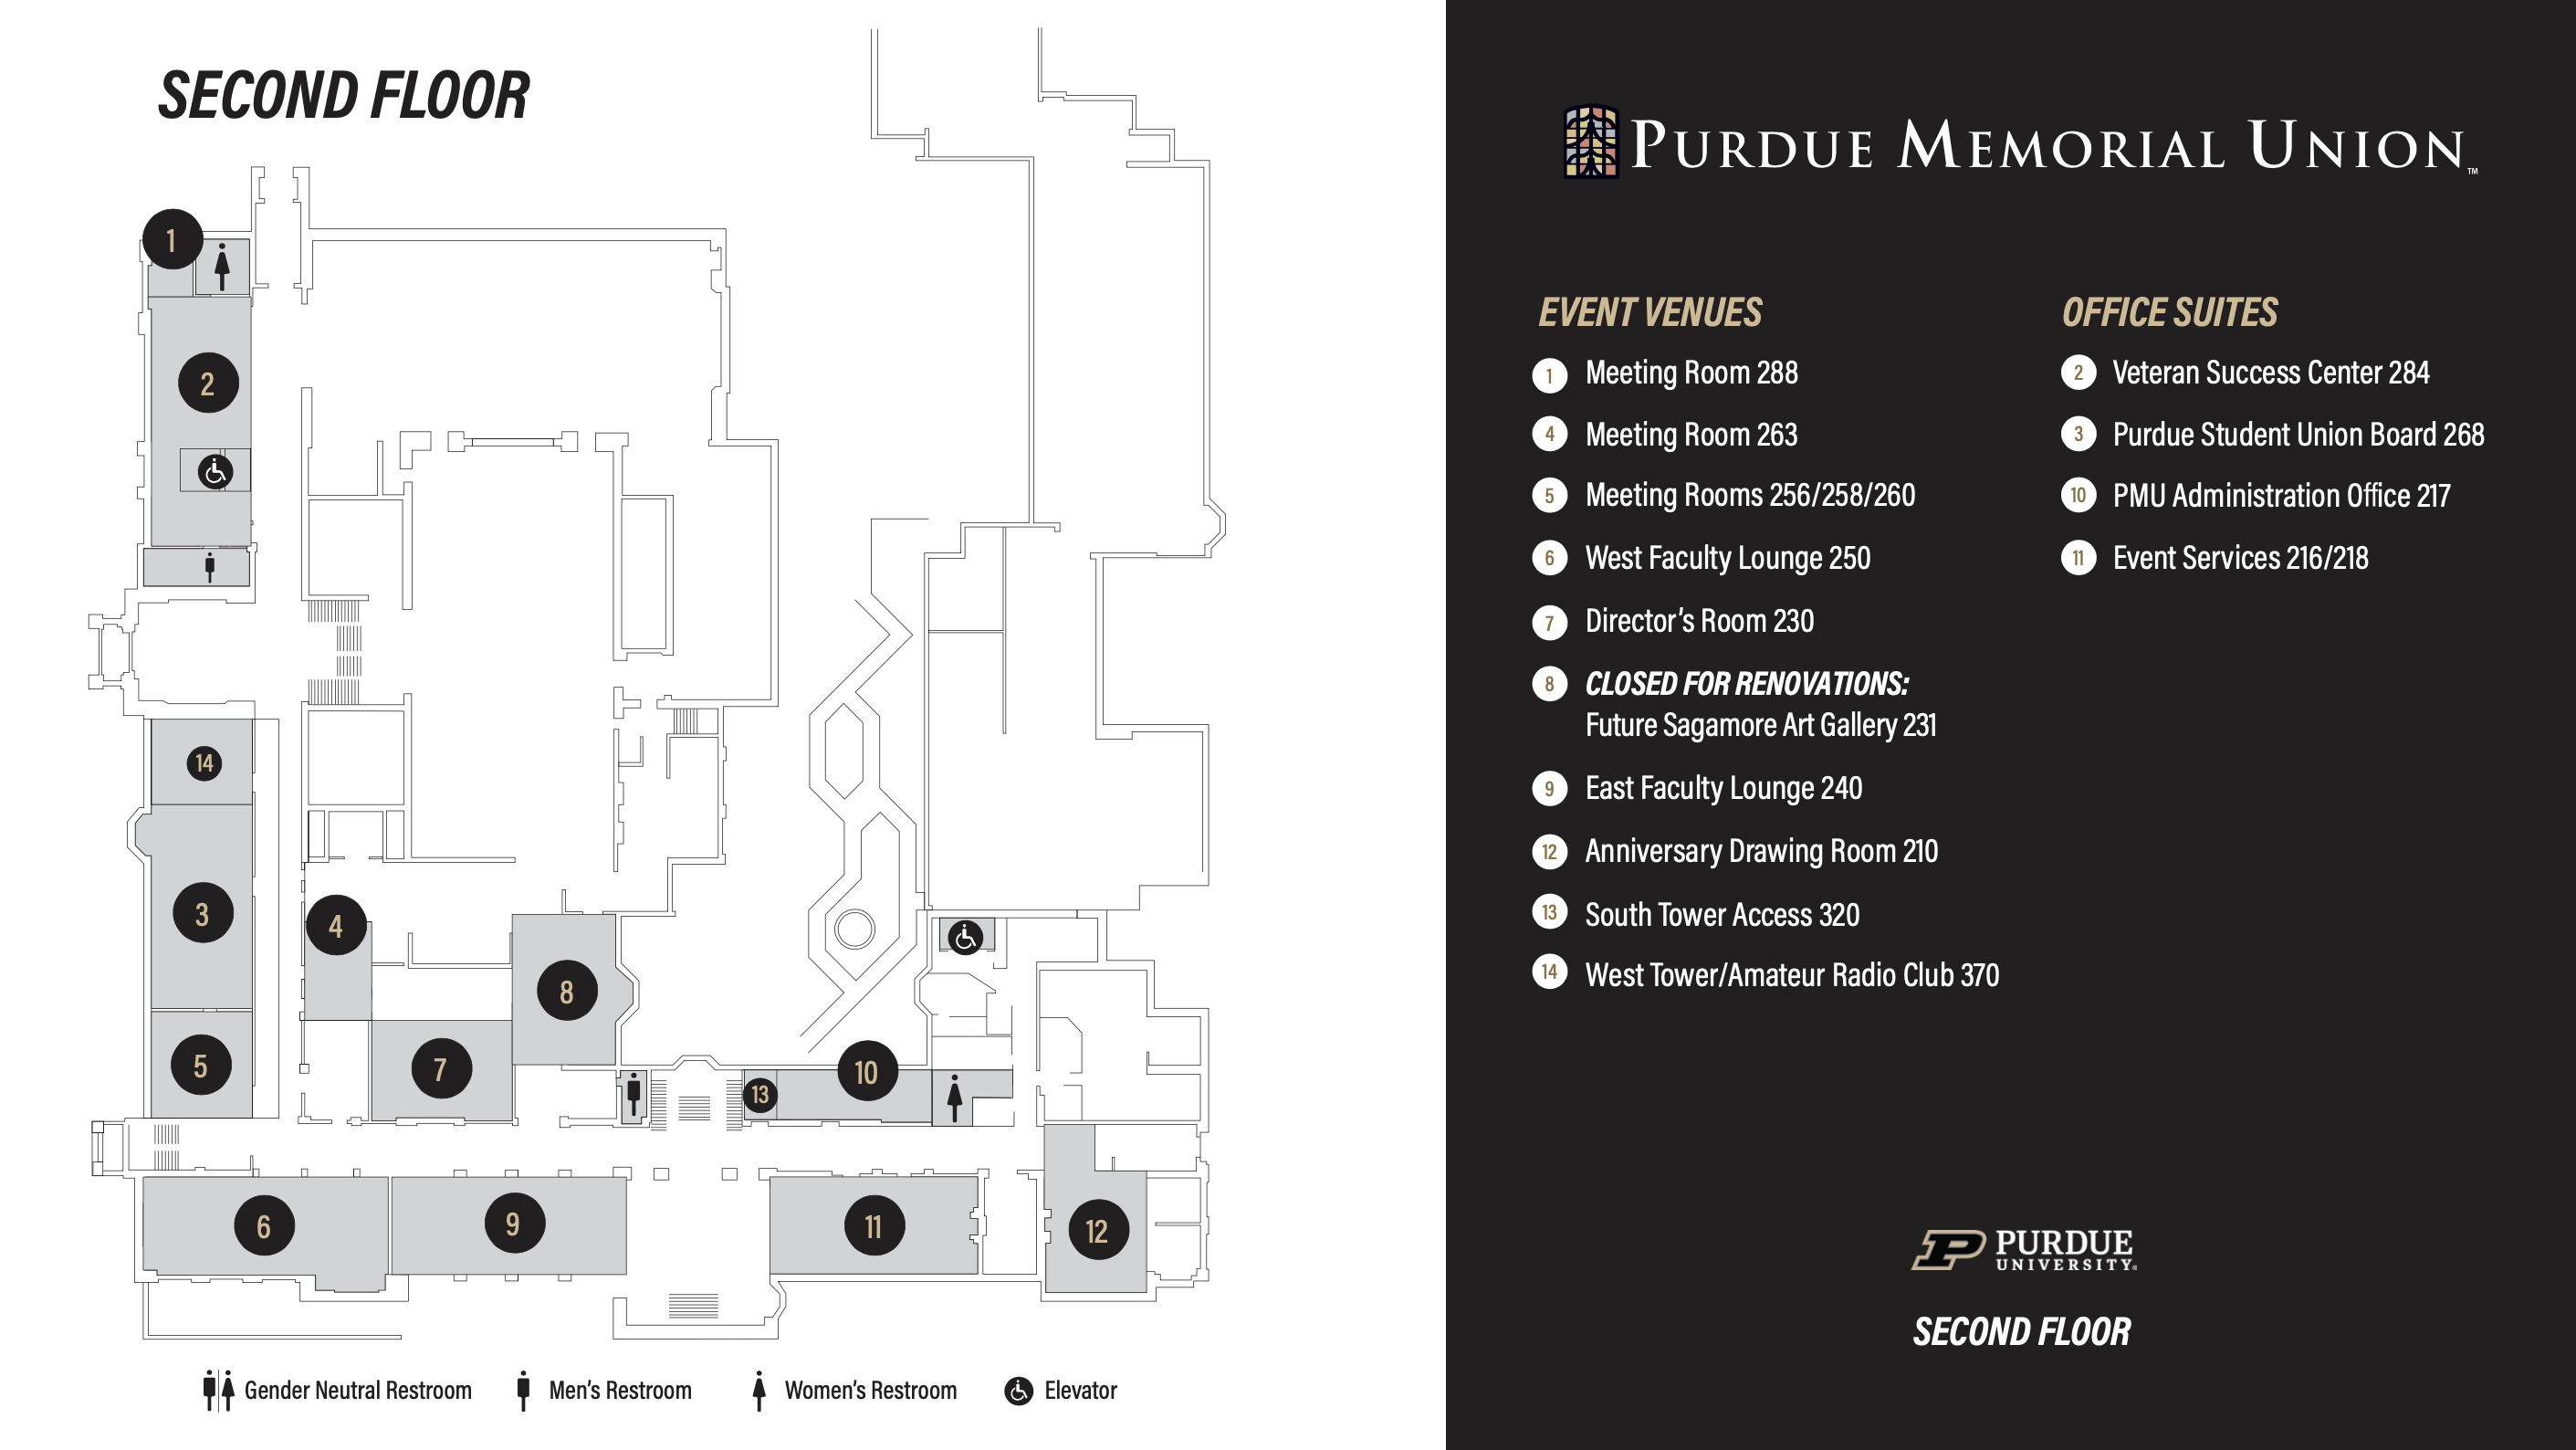 SECOND FLOOR
1
2
14
3
4
8
5
7
10
13
6
9
11
12
Gender Neutral Restroom
Men's Restroom
Women's Restroom
Elevator
PURDUE MEMORIAL UNION™
EVENT VENUES
1 Meeting Room 288
4 Meeting Room 263
5 Meeting Rooms 256/258/260
6 West Faculty Lounge 250
7 Director's Room 230
8 CLOSED FOR RENOVATIONS:
Future Sagamore Art Gallery 231
9 East Faculty Lounge 240
12 Anniversary Drawing Room 210
13 South Tower Access 320
14 West Tower/Amateur Radio Club 370
OFFICE SUITES
2 Veteran Success Center 284
3 Purdue Student Union Board 268
10 PMU Administration Office 217
11 Event Services 216/218
P PURDUE
UNIVERSITY®
SECOND FLOOR